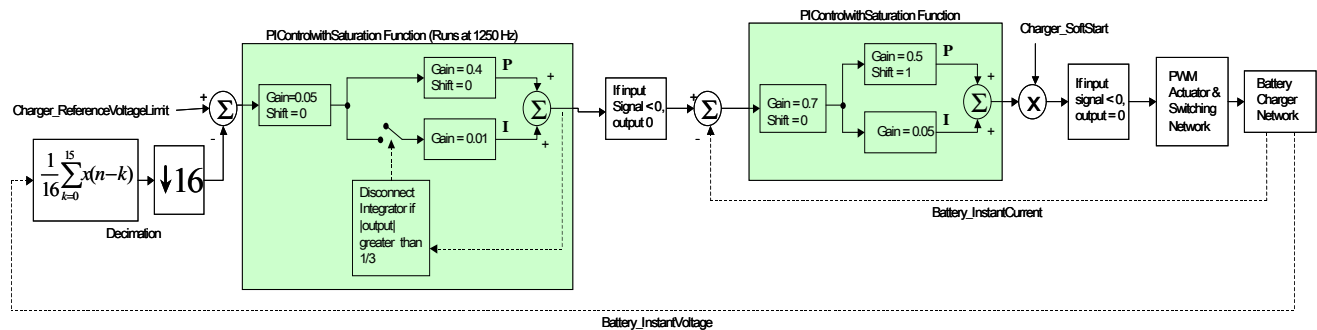 PIControlwithSaturation Function (Runs at 1250 Hz)
PIControlwithSaturation Function
Charger_SoftStart
Charger_ReferenceVoltageLimit
+
-
Σ
Gain=0.05
Shift = 0
Gain = 0.4
Shift = 0
P
Gain = 0.01
I
+
+
Σ
Disconnect
Integrator if
|output|
greater than
1/3
If input
Signal < 0,
output 0
+
-
Σ
Gain = 0.7
Shift = 0
Gain = 0.5
Shift = 1
P
Gain = 0.05
I
+
+
Σ
X
If input
signal < 0,
output = 0
PWM
Actuator &
Switching
Network
Battery
Charger
Network
1/16 15 Σ k=0 x(n−k)
↓16
Decimation
Battery_InstantCurrent
Battery_InstantVoltage